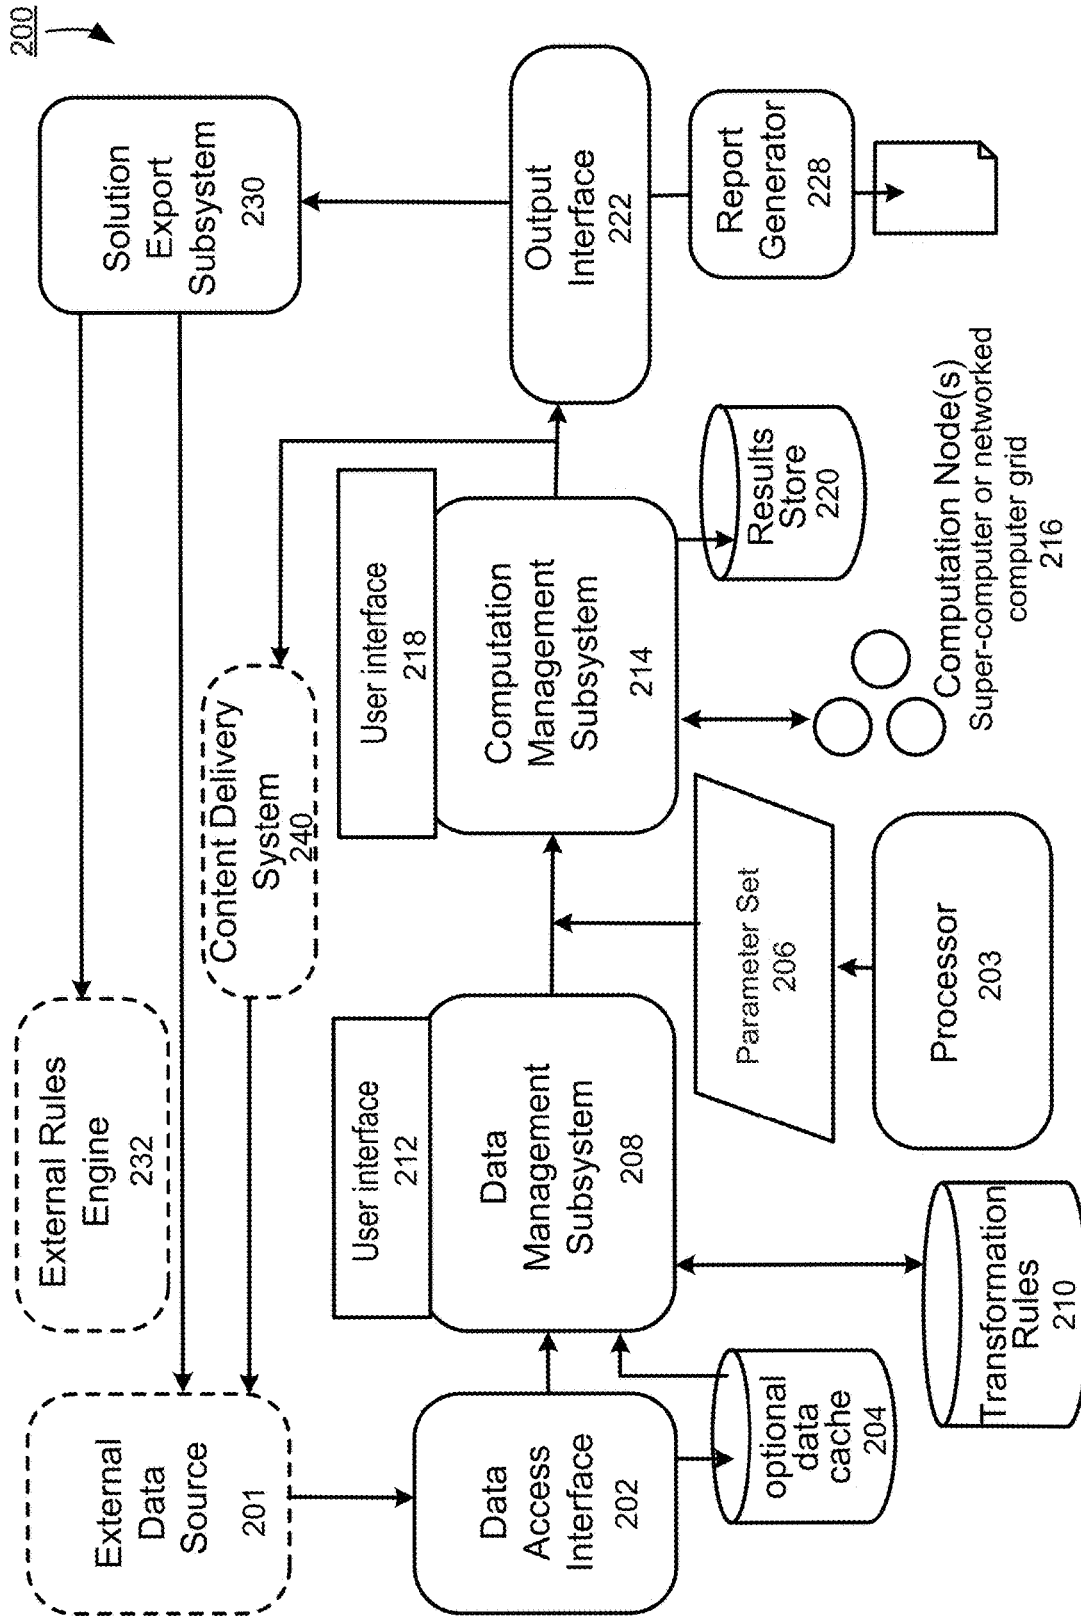 200
External
Data
Source
201
External Rules
Engine
232
Solution
Export
Subsystem
230
Content Delivery
System
240
Data
Access
Interface
202
User interface
212
Data
Management
Subsystem
208
User interface
218
Computation
Management
Subsystem
214
Output
Interface
222
optional
data
cache
204
Transformation
Rules
210
Parameter Set
206
Processor
203
Results
Store
220
Computation Node(s)
Super-computer or networked
computer grid
216
Report
Generator
228